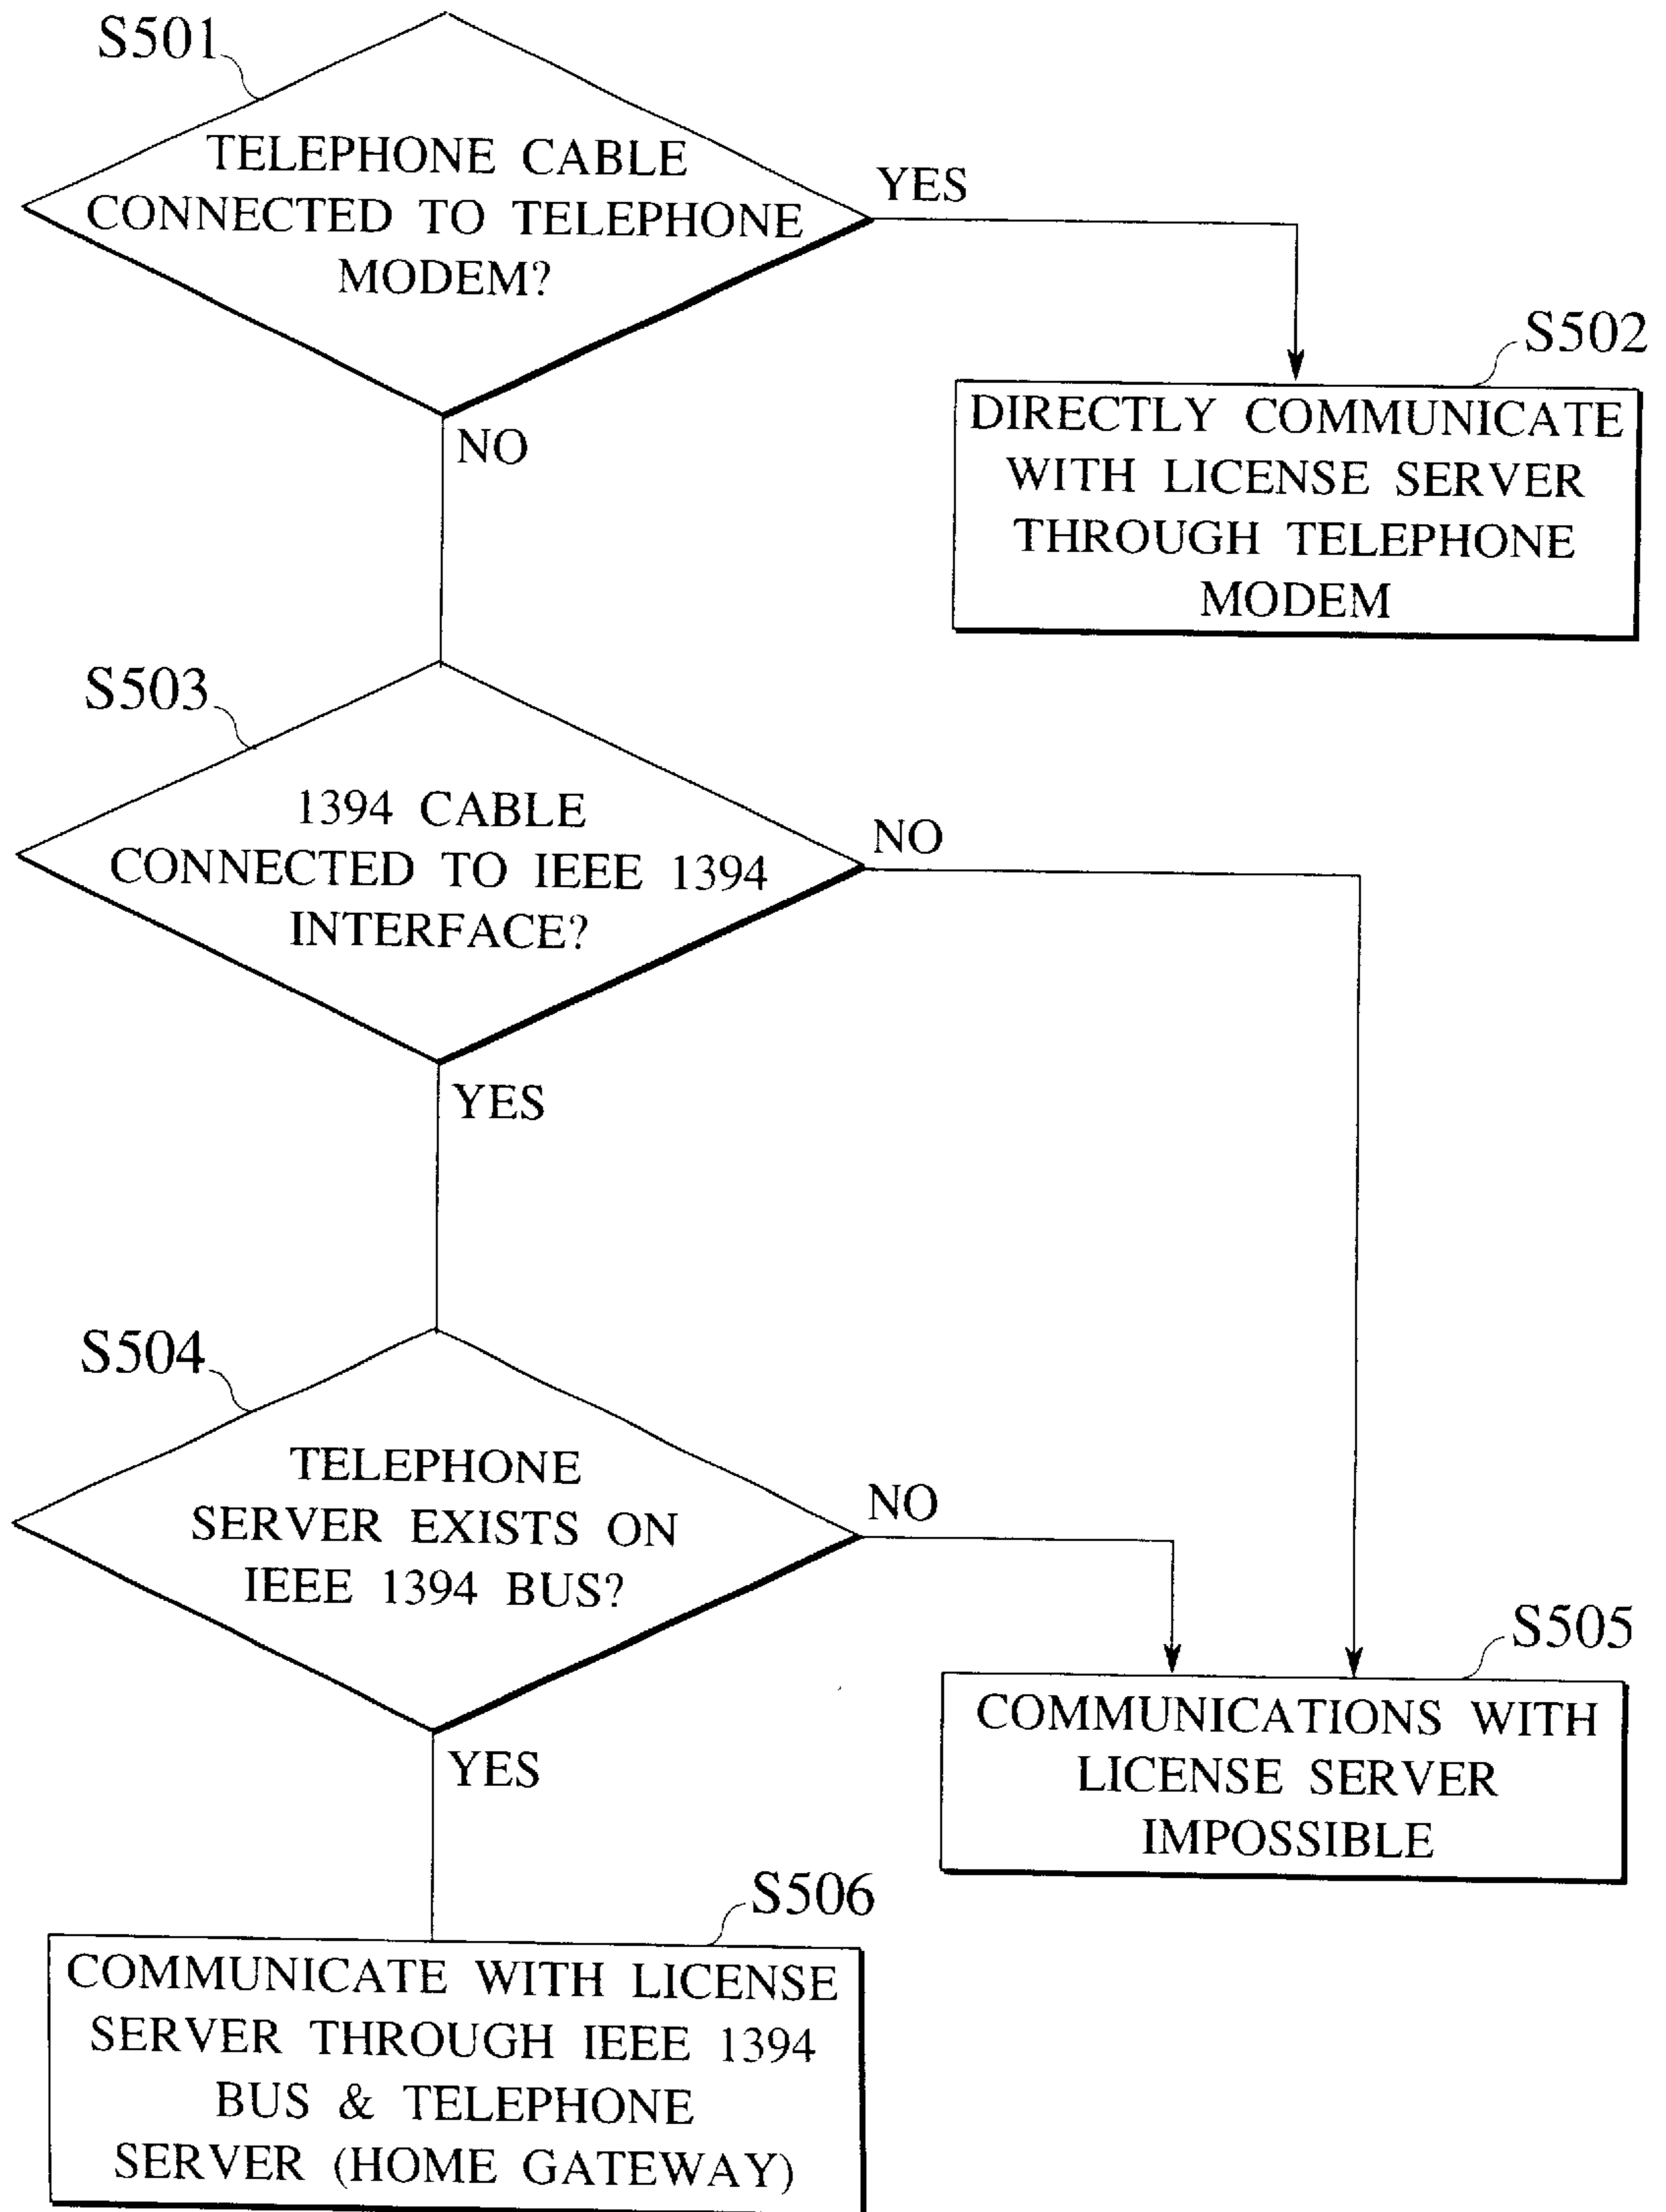 S501
TELEPHONE CABLE
CONNECTED TO TELEPHONE
MODEM?
YES
NO
S502
DIRECTLY COMMUNICATE
WITH LICENSE SERVER
THROUGH TELEPHONE
MODEM
S503
1394 CABLE
CONNECTED TO IEEE 1394
INTERFACE?
NO
YES
S504
TELEPHONE
SERVER EXISTS ON
IEEE 1394 BUS?
NO
YES
S505
COMMUNICATIONS WITH
LICENSE SERVER
IMPOSSIBLE
S506
COMMUNICATE WITH LICENSE
SERVER THROUGH IEEE 1394
BUS & TELEPHONE
SERVER (HOME GATEWAY)